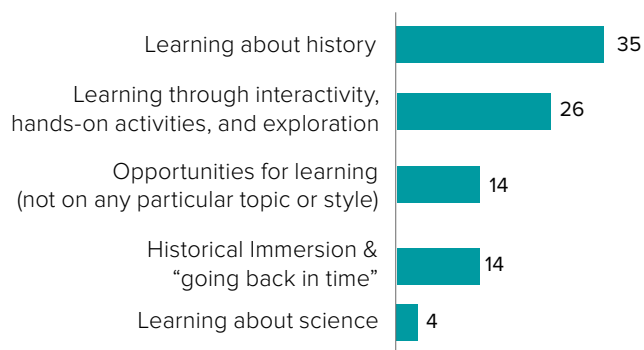 Learning about history
35
Learning through interactivity,
hands-on activities, and exploration
26
Opportunities for learning
(not on any particular topic or style)
14
Historical Immersion &
“going back in time”
14
Learning about science
4